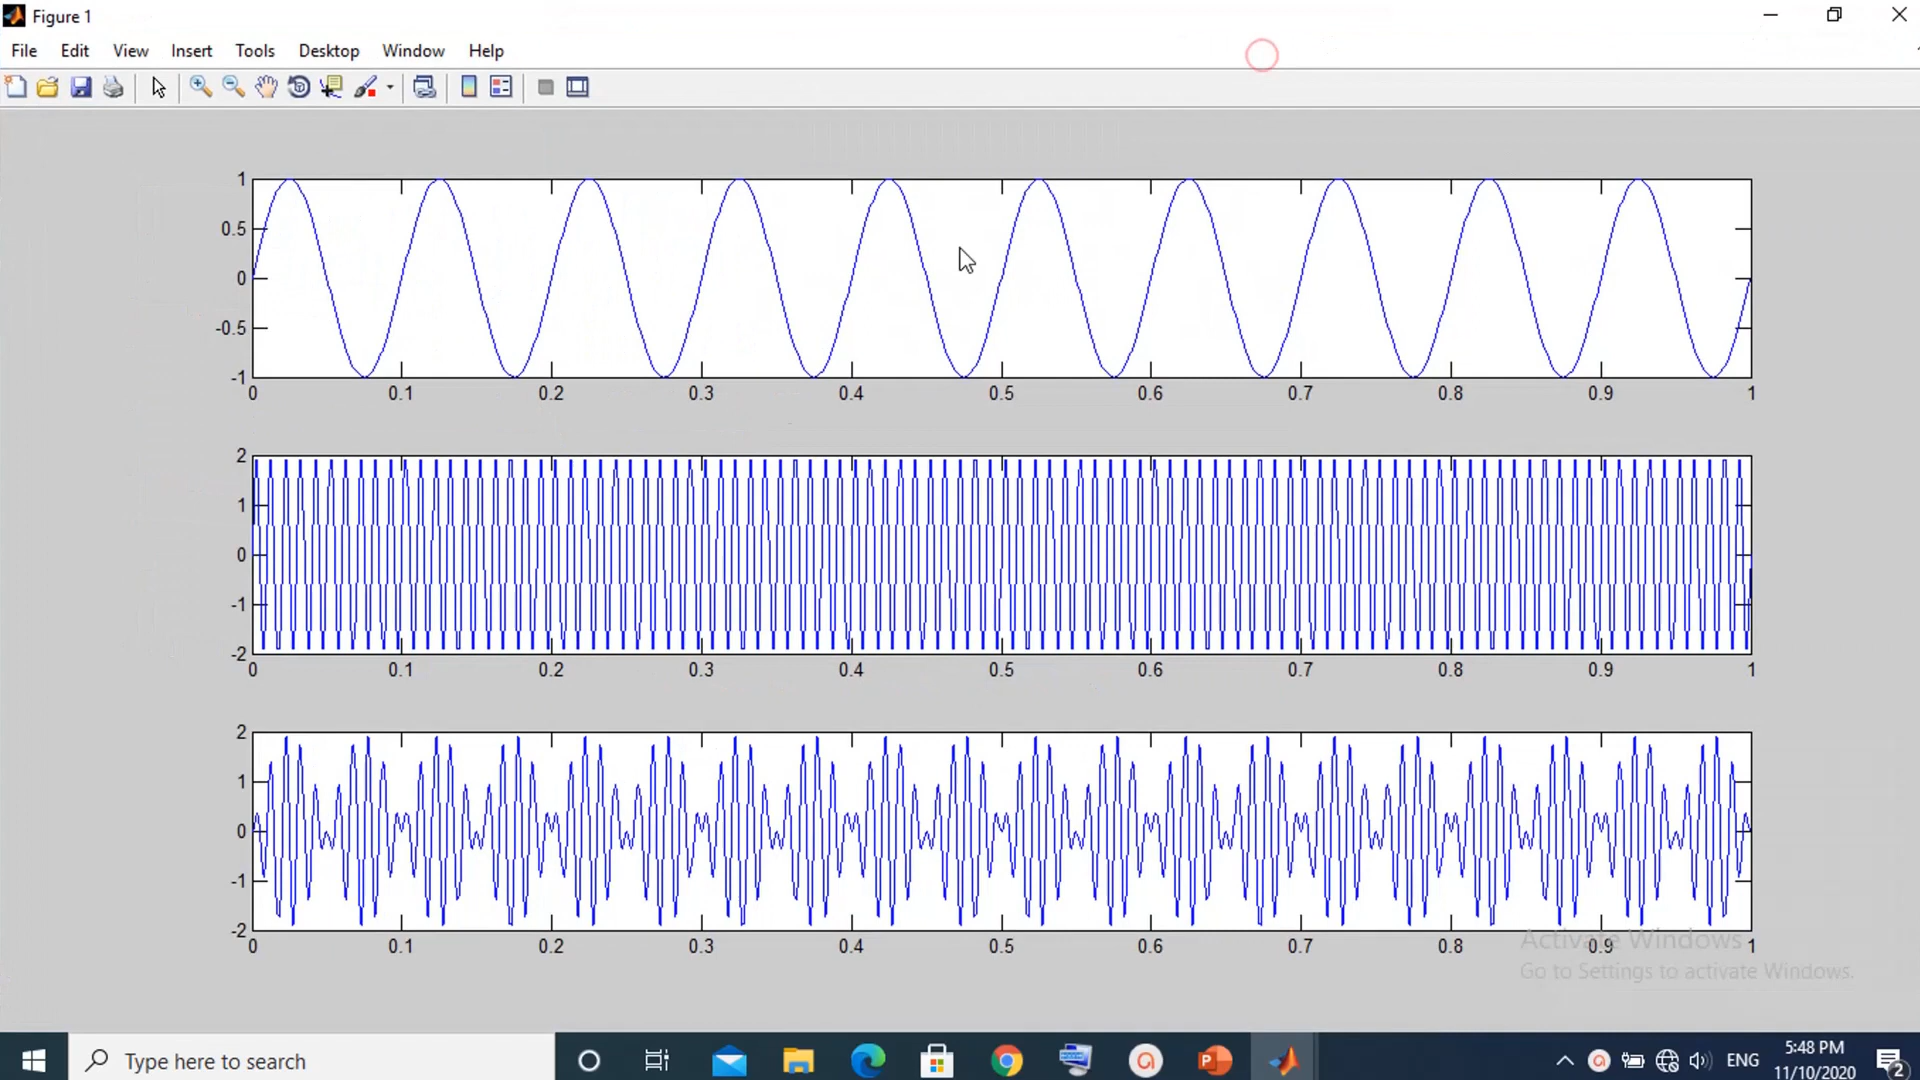 Figure 1
File Edit View Insert Tools Desktop Window Help
1
0.5
0
-0.5
-1
0 0.1 0.2 0.3 0.4 0.5 0.6 0.7 0.8 0.9 1
2
1
0
-1
-2
0 0.1 0.2 0.3 0.4 0.5 0.6 0.7 0.8 0.9 1
2
1
0
-1
-2
0 0.1 0.2 0.3 0.4 0.5 0.6 0.7 0.8 0.9 1
Activate Windows
Go to Settings to activate Windows.
Type here to search
ENG
5:48 PM
11/10/2020
2